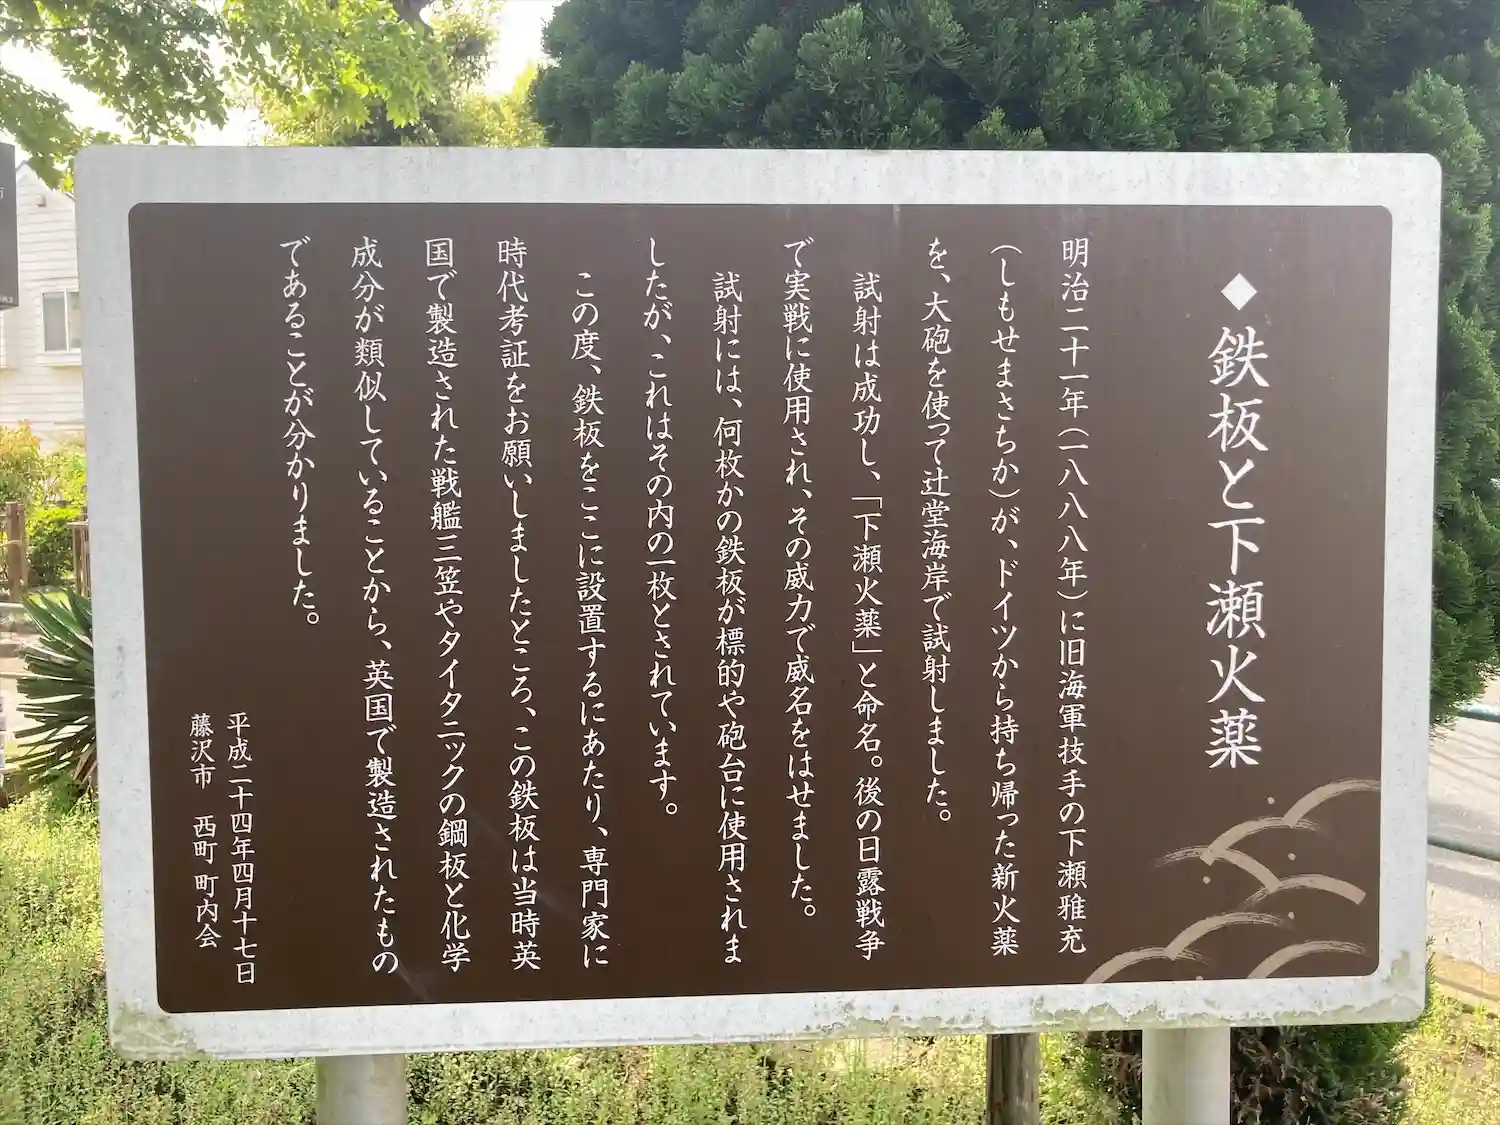 ◆鉄板と下瀬火薬
明治二十一年(一八八八年)に旧海軍技手の下瀬雅充
(しもせまさちか)が、ドイツから持ち帰った新火薬
を、大砲を使って辻堂海岸で試射しました。
試射は成功し、「下瀬火薬」と命名。後の日露戦争
で実戦に使用され、その威力で威名をはせました。
試射には、何枚かの鉄板が標的や砲台に使用されま
したが、これはその内の一枚とされています。
この度、鉄板をここに設置するにあたり、専門家に
時代考証をお願いしましたところ、この鉄板は当時英
国で製造された戦艦三笠やタイタニックの鋼板と化学
成分が類似していることから、英国で製造されたもの
であることが分かりました。
平成二十四年四月十七日
藤沢市 西町町内会